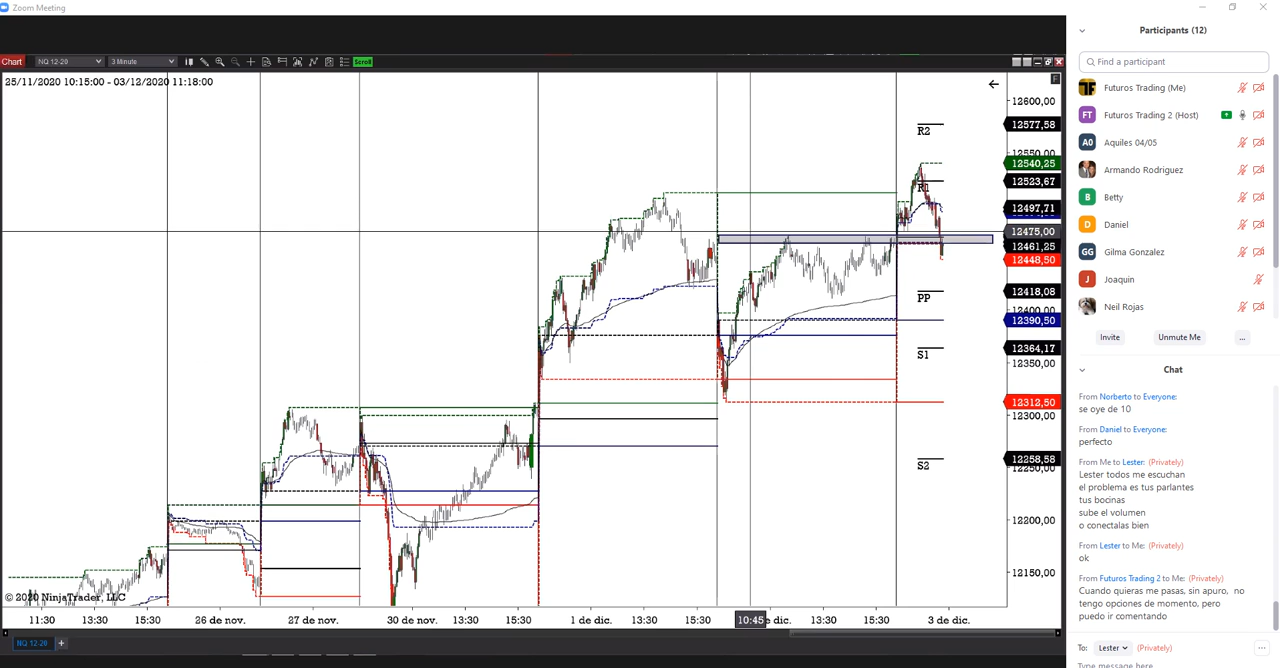 Zoom Meeting
Chart NQ 12-20 3 Minute Scroll
25/11/2020 10:15:00 - 03/12/2020 11:18:00
F
12600,00
R2
12577,58
12550,00
12540,25
12523,67
R1
12497,71
12475,00
12461,25
12448,50
12418,08
PP
12400,00
12390,50
12364,17
S1
12350,00
12312,50
12300,00
12258,58
S2
12250,00
12200,00
12150,00
© 2020 NinjaTrader, LLC
11:30 13:30 15:30 26 de nov. 27 de nov. 30 de nov. 13:30 15:30 1 de dic. 13:30 15:30 10:45 dic. 13:30 15:30 3 de dic.
NQ 12-20 +
Participants (12)
Find a participant
Futuros Trading (Me)
FT Futuros Trading 2 (Host)
A0 Aquiles 04/05
Armando Rodriguez
B Betty
D Daniel
GG Gilma Gonzalez
J Joaquin
Neil Rojas
Invite Unmute Me ...
Chat
From Norberto to Everyone:
se oye de 10
From Daniel to Everyone:
perfecto
From Me to Lester: (Privately)
Lester todos me escuchan
el problema es tus parlantes
tus bocinas
sube el volumen
o conectalas bien
From Lester to Me: (Privately)
ok
From Futuros Trading 2 to Me: (Privately)
Cuando quieras me pasas, sin apuro, no
tengo opciones de momento, pero
puedo ir comentando
To: Lester (Privately) ...
Type message here...